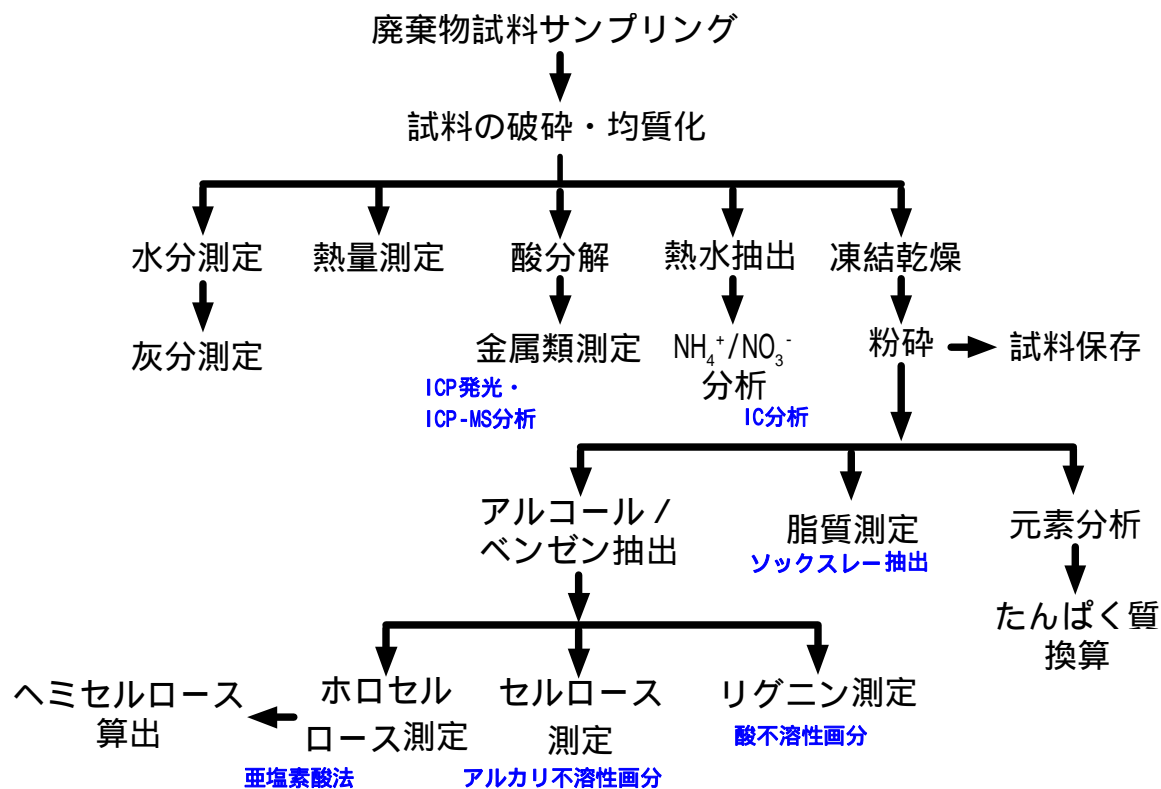 廃棄物試料サンプリング
試料の破砕・均質化
水分測定
熱量測定
酸分解
熱水抽出
凍結乾燥
灰分測定
金属類測定
ICP発光・
ICP-MS分析
NH₄⁺/NO₃⁻
分析
IC分析
粉砕
試料保存
アルコール/
ベンゼン抽出
脂質測定
ソックスレー抽出
元素分析
たんぱく質
換算
ヘミセルロース
算出
ホロセル
ロース測定
亜塩素酸法
セルロース
測定
アルカリ不溶性画分
リグニン測定
酸不溶性画分